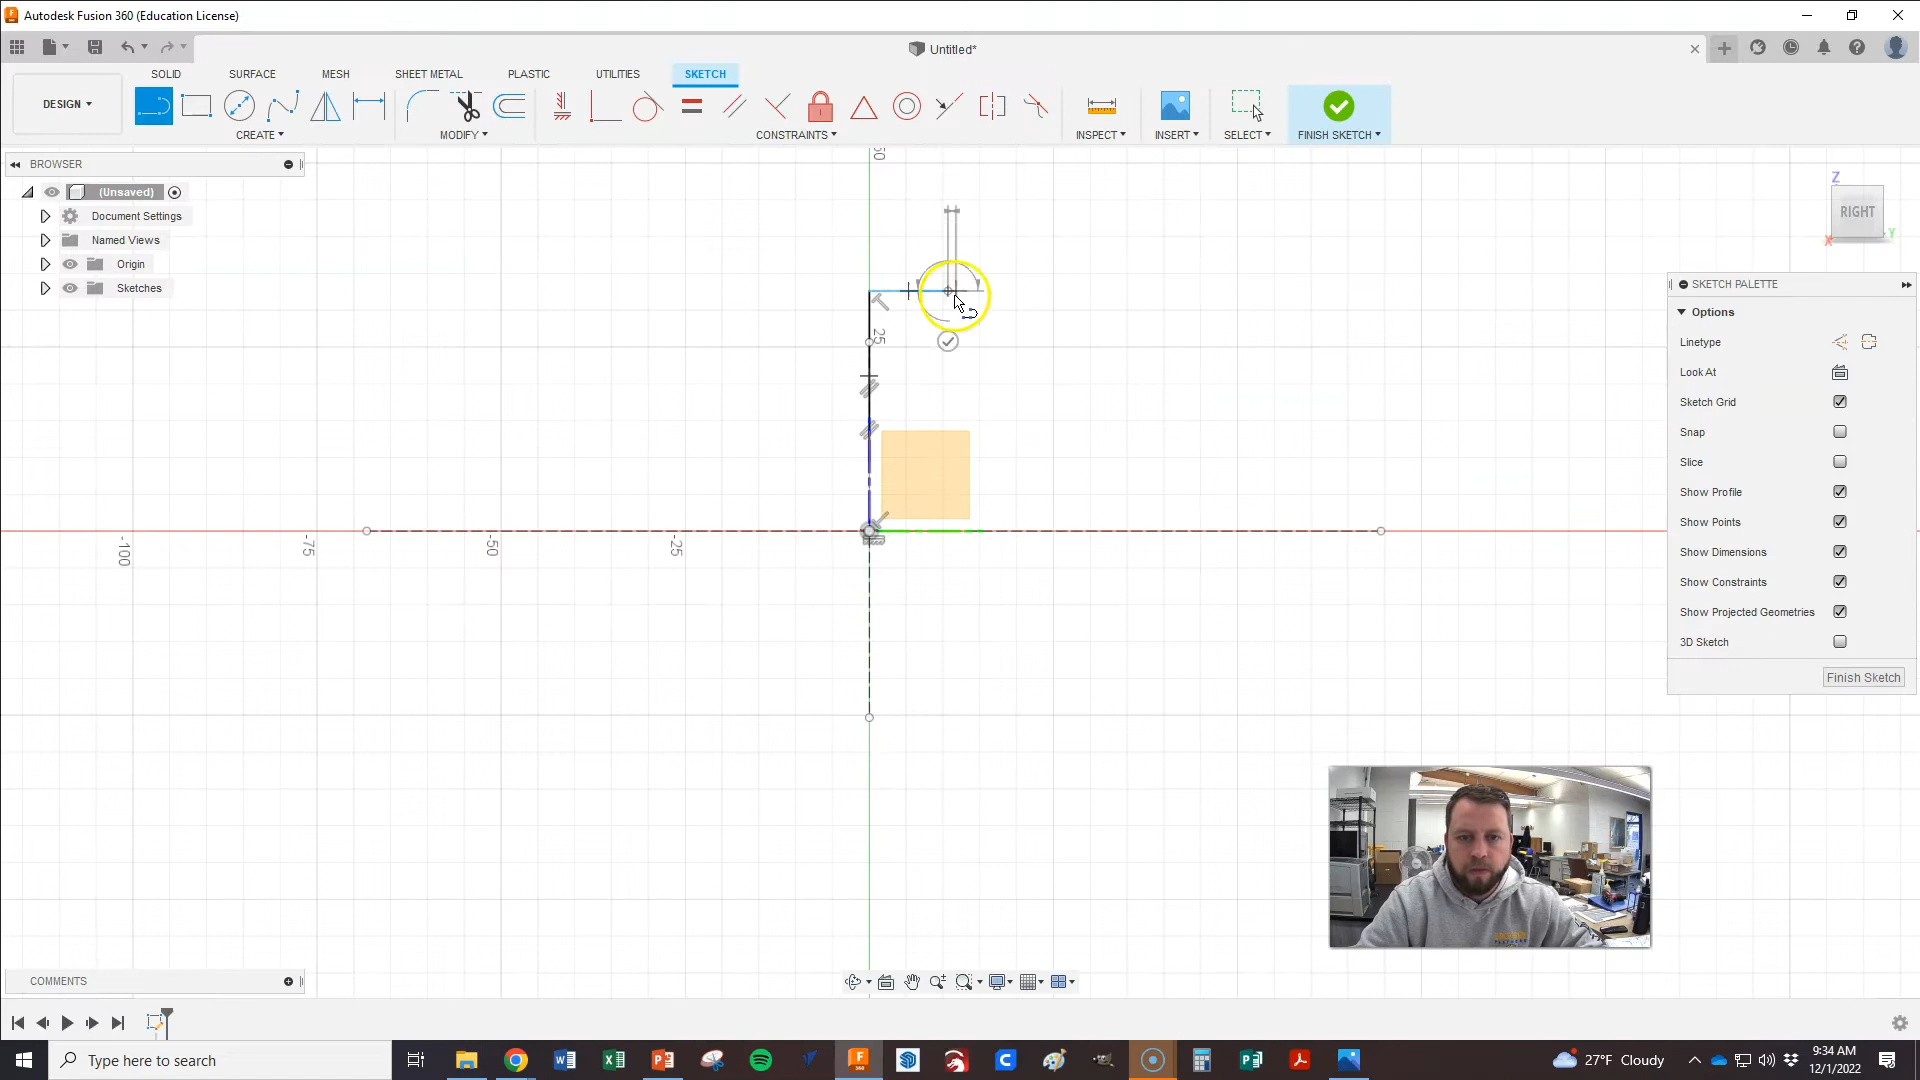 Autodesk Fusion 360 (Education License)
Untitled*
SOLID SURFACE MESH SHEET METAL PLASTIC UTILITIES SKETCH
DESIGN
CREATE MODIFY CONSTRAINTS INSPECT INSERT SELECT FINISH SKETCH
BROWSER
(Unsaved)
Document Settings
Named Views
Origin
Sketches
50
25
-100
-75
-50
-25
Z
RIGHT
X
Y
SKETCH PALETTE
Options
Linetype
Look At
Sketch Grid
Snap
Slice
Show Profile
Show Points
Show Dimensions
Show Constraints
Show Projected Geometries
3D Sketch
Finish Sketch
COMMENTS
Type here to search
27°F Cloudy
9:34 AM
12/1/2022